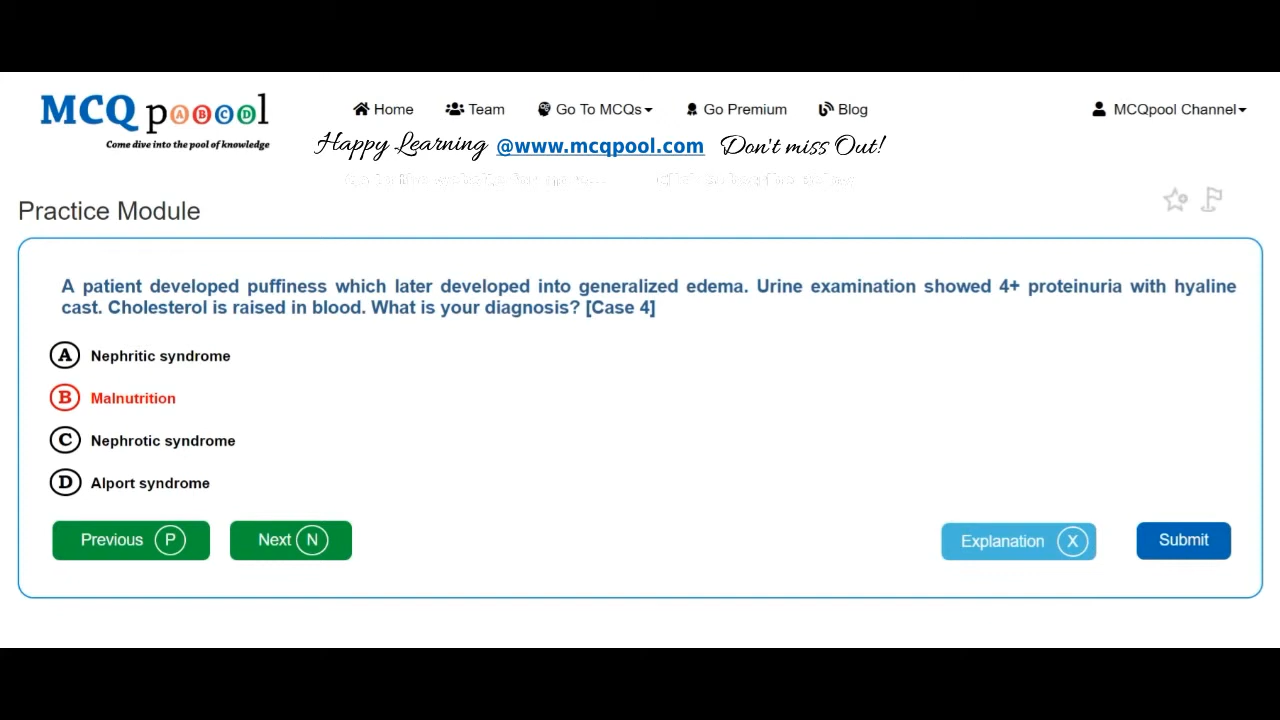 MCQ pABCDl
Come dive into the pool of knowledge
Home Team Go To MCQs Go Premium Blog MCQpool Channel
Happy Learning @www.mcqpool.com Don't miss Out!
Practice Module
A patient developed puffiness which later developed into generalized edema. Urine examination showed 4+ proteinuria with hyaline
cast. Cholesterol is raised in blood. What is your diagnosis? [Case 4]
A Nephritic syndrome
B Malnutrition
C Nephrotic syndrome
D Alport syndrome
Previous P Next N Explanation X Submit